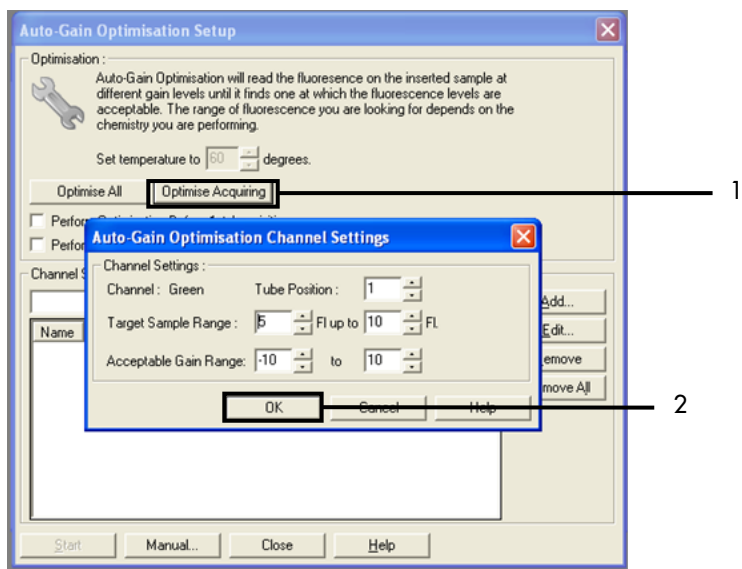 Auto-Gain Optimisation Setup
Optimisation :
Auto-Gain Optimisation will read the fluoresence on the inserted sample at
different gain levels until it finds one at which the fluorescence levels are
acceptable. The range of fluorescence you are looking for depends on the
chemistry you are performing.
Set temperature to 60 degrees.
Optimise All Optimise Acquiring 1
Auto-Gain Optimisation Channel Settings
Channel Settings :
Channel : Green Tube Position : 1
Target Sample Range : 5 Fl up to 10 Fl.
Acceptable Gain Range: -10 to 10
OK Cancel Help 2
Channel
Name
Add...
Edit...
Start Manual... Close Help